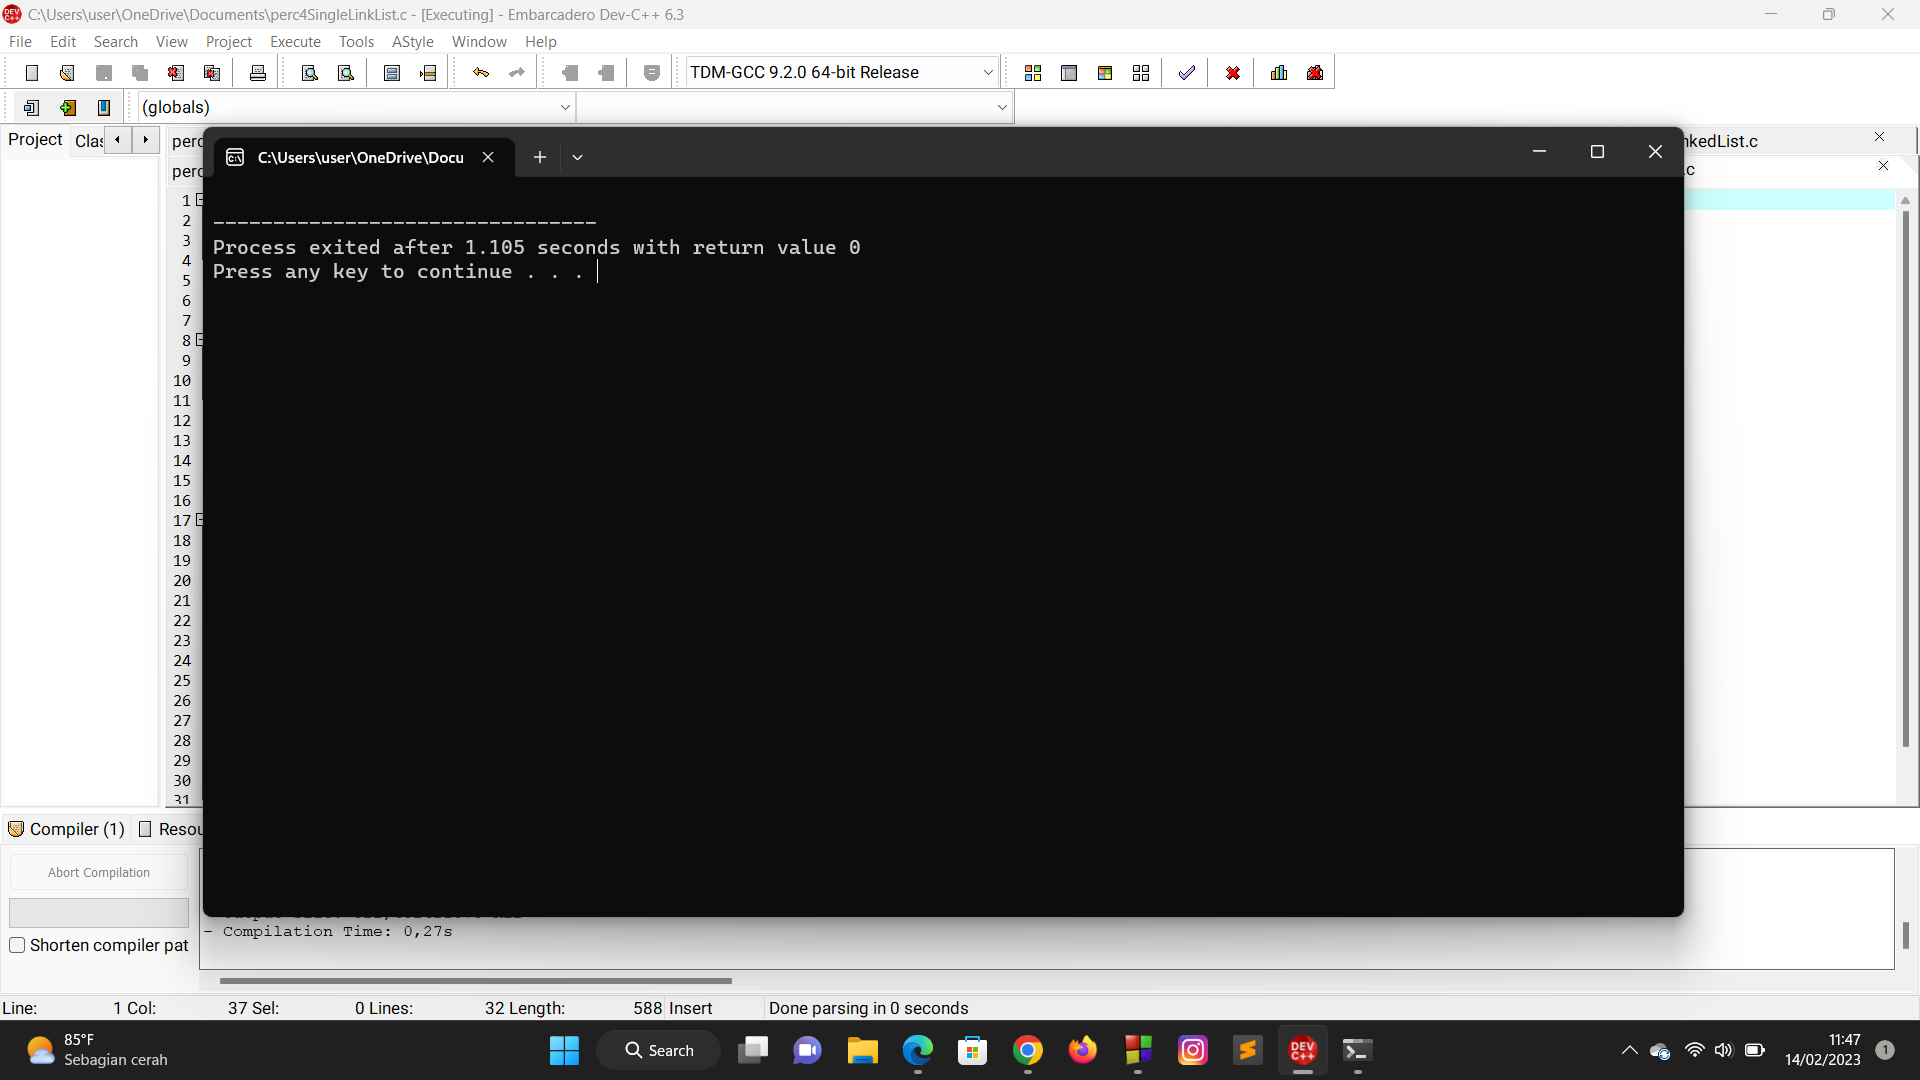 C:\Users\user\OneDrive\Documents\perc4SingleLinkList.c - [Executing] - Embarcadero Dev-C++ 6.3
File Edit Search View Project Execute Tools AStyle Window Help
TDM-GCC 9.2.0 64-bit Release
(globals)
Project Clas
C:\Users\user\OneDrive\Docu
nkedList.c
.c
1
2
3
4
5
6
7
8
9
10
11
12
13
14
15
16
17
18
19
20
21
22
23
24
25
26
27
28
29
30
31
--------------------------------
Process exited after 1.105 seconds with return value 0
Press any key to continue . . .
Compiler (1) Resou
Abort Compilation
Shorten compiler pat
- Compilation Time: 0,27s
Line: 1 Col: 37 Sel: 0 Lines: 32 Length: 588 Insert Done parsing in 0 seconds
85°F
Sebagian cerah
Search
DEV
C++
11:47
14/02/2023
1